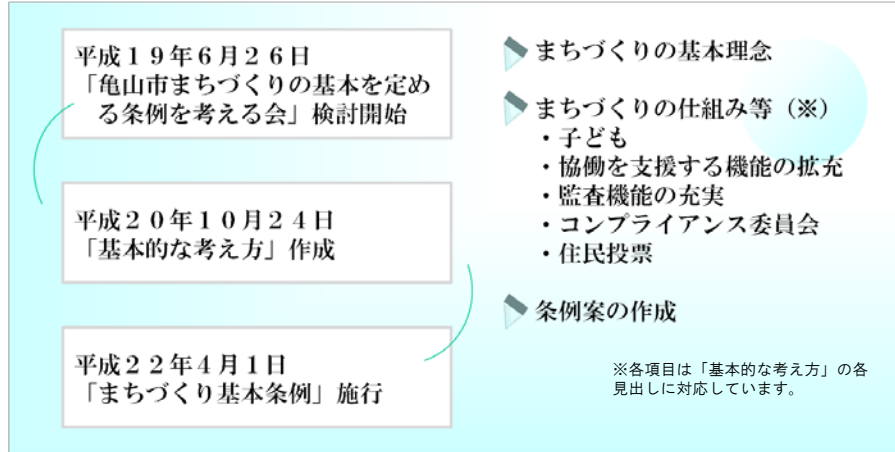 平成１９年６月２６日
「亀山市まちづくりの基本を定め
る条例を考える会」検討開始
平成２０年１０月２４日
「基本的な考え方」作成
平成２２年４月１日
「まちづくり基本条例」施行
まちづくりの基本理念
まちづくりの仕組み等（※）
・子ども
・協働を支援する機能の拡充
・監査機能の充実
・コンプライアンス委員会
・住民投票
条例案の作成
※各項目は「基本的な考え方」の各
見出しに対応しています。